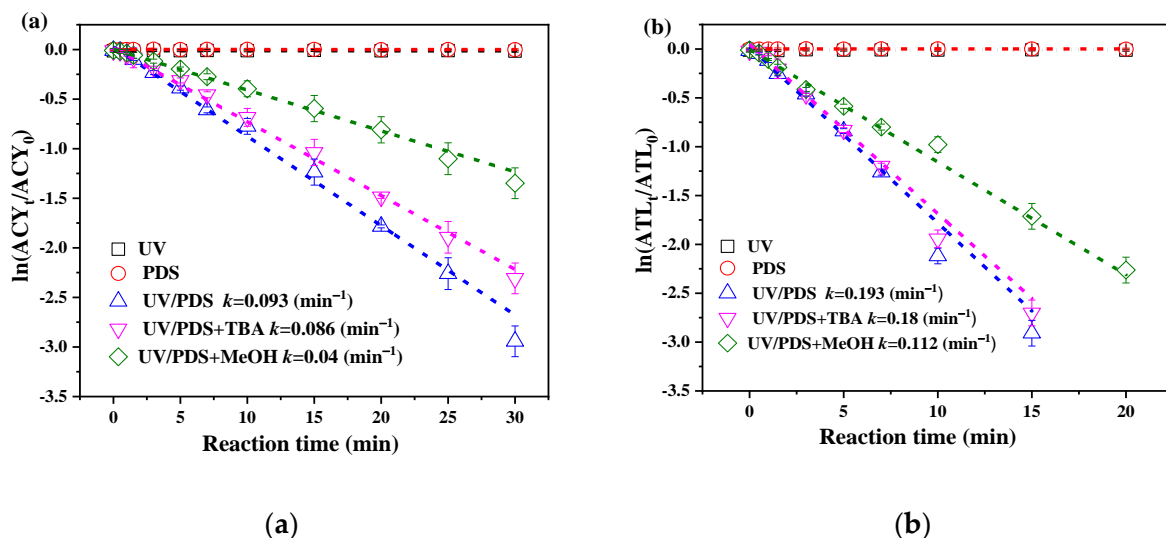 (a)
0.0
-0.5
-1.0
-1.5
-2.0
-2.5
-3.0
-3.5
ln(ACYt/ACY0)
UV
PDS
UV/PDS k=0.093 (min⁻¹)
UV/PDS+TBA k=0.086 (min⁻¹)
UV/PDS+MeOH k=0.04 (min⁻¹)
0 5 10 15 20 25 30
Reaction time (min)
(a)
(b)
0.0
-0.5
-1.0
-1.5
-2.0
-2.5
-3.0
-3.5
ln(ATLt/ATL0)
UV
PDS
UV/PDS k=0.193 (min⁻¹)
UV/PDS+TBA k=0.18 (min⁻¹)
UV/PDS+MeOH k=0.112 (min⁻¹)
0 5 10 15 20
Reaction time (min)
(b)